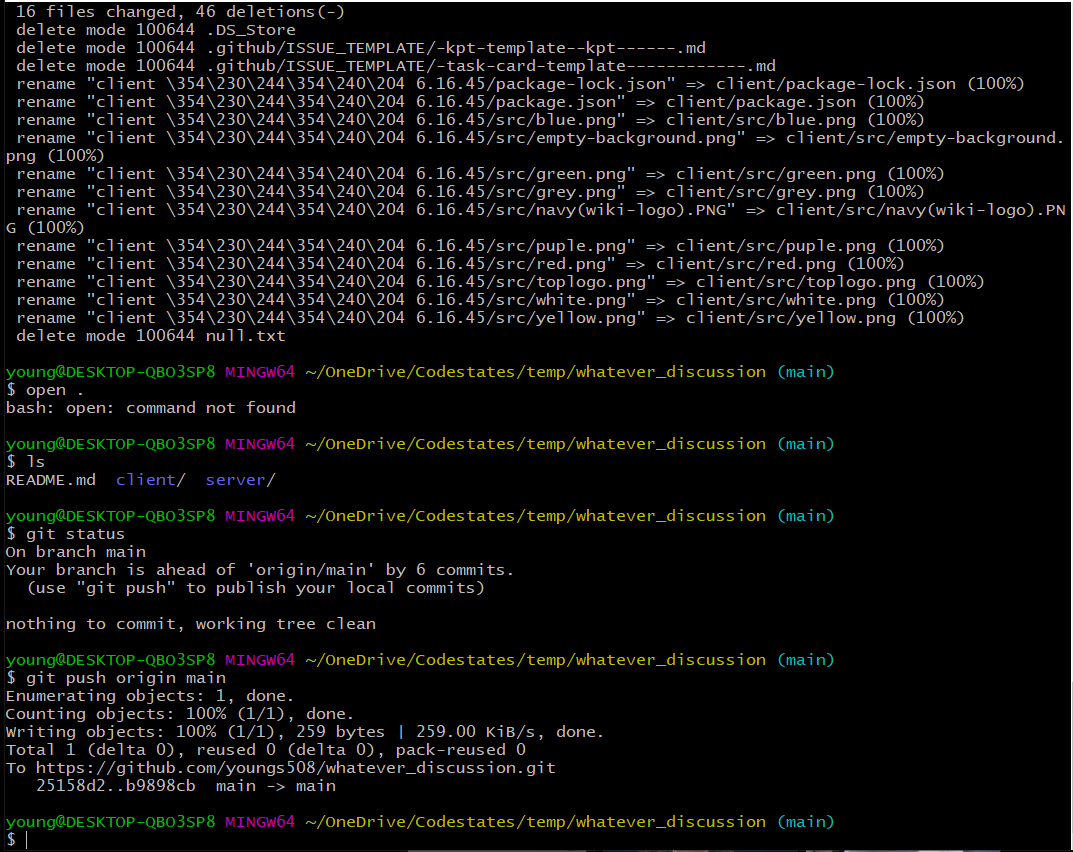 16 files changed, 46 deletions(-)
delete mode 100644 .DS_Store
delete mode 100644 .github/ISSUE_TEMPLATE/-kpt-template--kpt------.md
delete mode 100644 .github/ISSUE_TEMPLATE/-task-card-template------------.md
rename "client \354\230\244\354\240\204 6.16.45/package-lock.json" => client/package-lock.json (100%)
rename "client \354\230\244\354\240\204 6.16.45/package.json" => client/package.json (100%)
rename "client \354\230\244\354\240\204 6.16.45/src/blue.png" => client/src/blue.png (100%)
rename "client \354\230\244\354\240\204 6.16.45/src/empty-background.png" => client/src/empty-background.
png (100%)
rename "client \354\230\244\354\240\204 6.16.45/src/green.png" => client/src/green.png (100%)
rename "client \354\230\244\354\240\204 6.16.45/src/grey.png" => client/src/grey.png (100%)
rename "client \354\230\244\354\240\204 6.16.45/src/navy(wiki-logo).PNG" => client/src/navy(wiki-logo).PN
G (100%)
rename "client \354\230\244\354\240\204 6.16.45/src/puple.png" => client/src/puple.png (100%)
rename "client \354\230\244\354\240\204 6.16.45/src/red.png" => client/src/red.png (100%)
rename "client \354\230\244\354\240\204 6.16.45/src/toplogo.png" => client/src/toplogo.png (100%)
rename "client \354\230\244\354\240\204 6.16.45/src/white.png" => client/src/white.png (100%)
rename "client \354\230\244\354\240\204 6.16.45/src/yellow.png" => client/src/yellow.png (100%)
delete mode 100644 null.txt
young@DESKTOP-QBO3SP8 MINGW64 ~/OneDrive/Codestates/temp/whatever_discussion (main)
$ open .
bash: open: command not found
young@DESKTOP-QBO3SP8 MINGW64 ~/OneDrive/Codestates/temp/whatever_discussion (main)
$ ls
README.md client/ server/
young@DESKTOP-QBO3SP8 MINGW64 ~/OneDrive/Codestates/temp/whatever_discussion (main)
$ git status
On branch main
Your branch is ahead of 'origin/main' by 6 commits.
(use "git push" to publish your local commits)
nothing to commit, working tree clean
young@DESKTOP-QBO3SP8 MINGW64 ~/OneDrive/Codestates/temp/whatever_discussion (main)
$ git push origin main
Enumerating objects: 1, done.
Counting objects: 100% (1/1), done.
Writing objects: 100% (1/1), 259 bytes | 259.00 KiB/s, done.
Total 1 (delta 0), reused 0 (delta 0), pack-reused 0
To https://github.com/youngs508/whatever_discussion.git
25158d2..b9898cb main -> main
young@DESKTOP-QBO3SP8 MINGW64 ~/OneDrive/Codestates/temp/whatever_discussion (main)
$